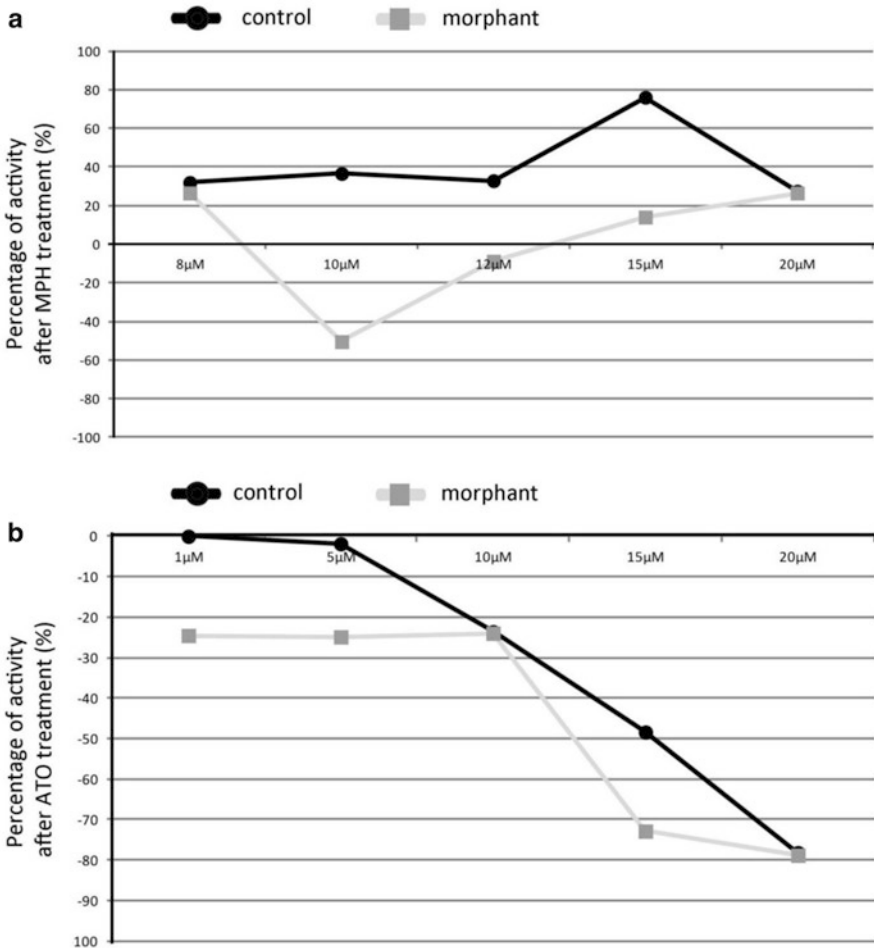 a
control
morphant
Percentage of activity
after MPH treatment (%)
100
80
60
40
20
0
-20
-40
-60
-80
-100
8µM
10µM
12µM
15µM
20µM
b
control
morphant
Percentage of activity
after ATO treatment (%)
0
-10
-20
-30
-40
-50
-60
-70
-80
-90
100
1µM
5µM
10µM
15µM
20µM